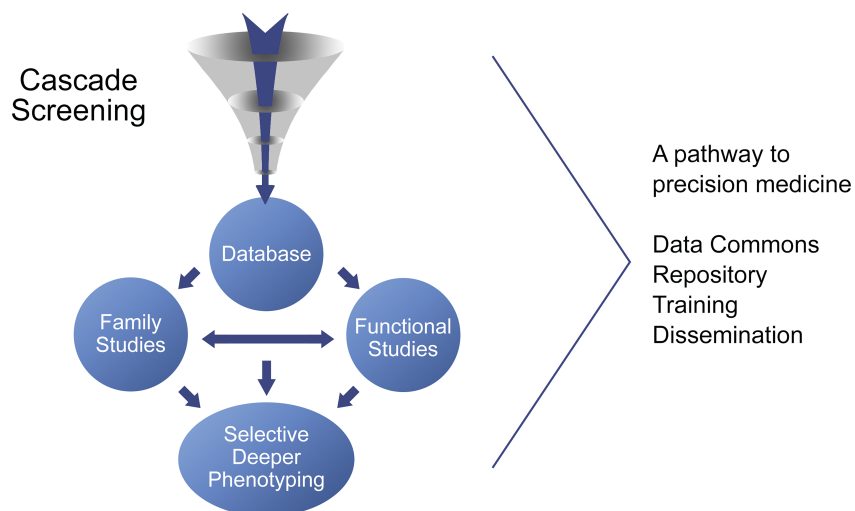 Cascade
Screening
Database
Family
Studies
Functional
Studies
Selective
Deeper
Phenotyping
A pathway to
precision medicine
Data Commons
Repository
Training
Dissemination